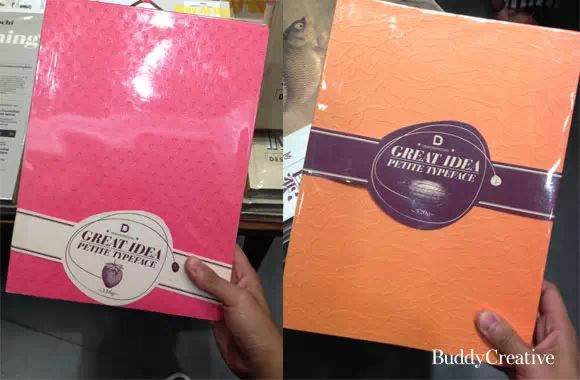 D
GREAT IDEA
PETITE TYPEFACE
D
GREAT IDEA
PETITE TYPEFACE
BuddyCreative